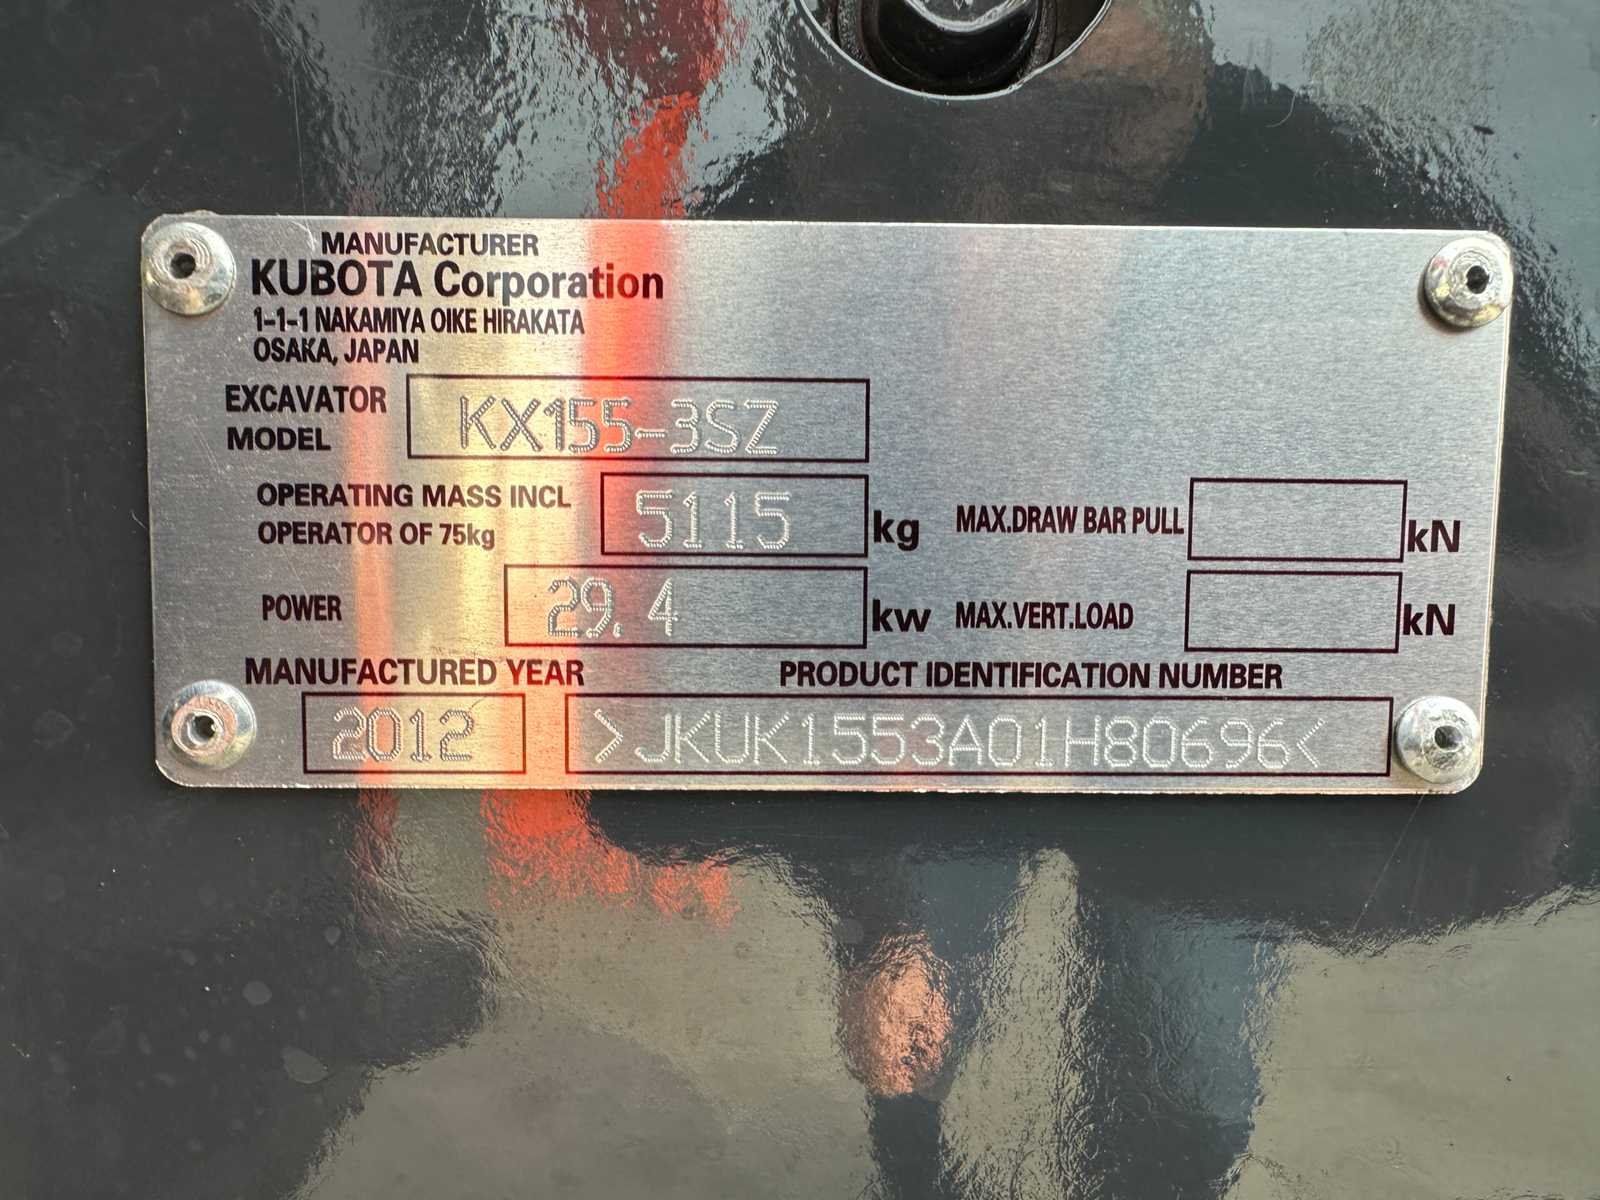 MANUFACTURER
KUBOTA Corporation
1-1-1 NAKAMIYA OIKE HIRAKATA
OSAKA, JAPAN
EXCAVATOR MODEL KX155-3SZ
OPERATING MASS INCL
OPERATOR OF 75kg 5115 kg MAX.DRAW BAR PULL kN
POWER 29.4 kw MAX.VERT.LOAD kN
MANUFACTURED YEAR PRODUCT IDENTIFICATION NUMBER
2012 >JKUK1553A01H80696<